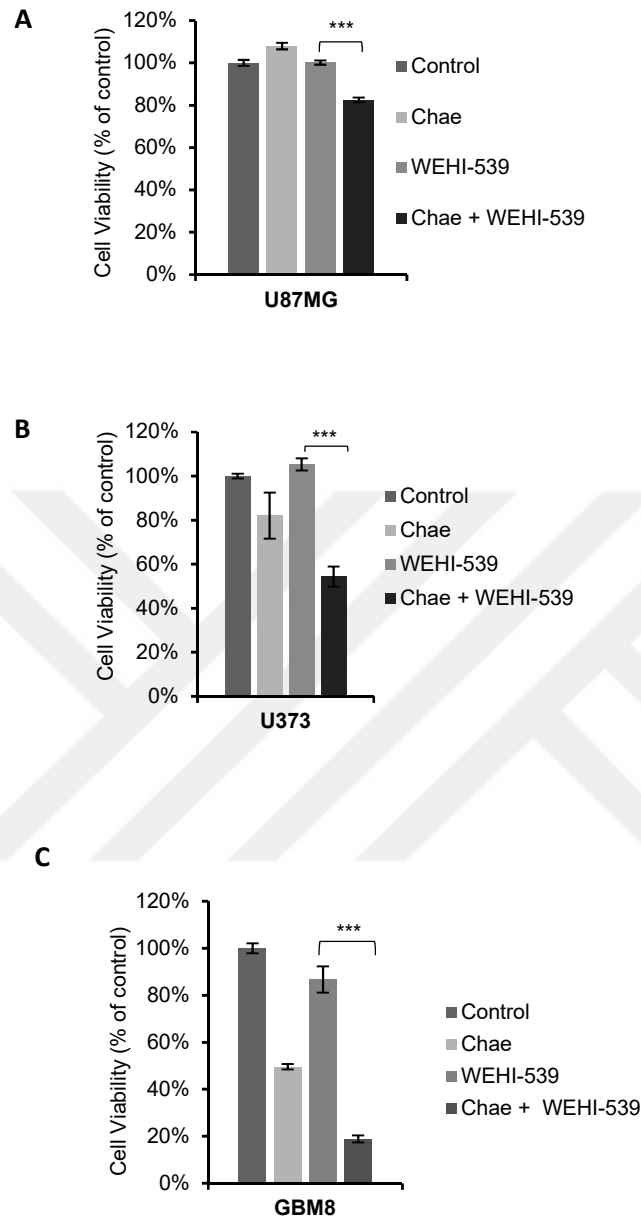 A
Cell Viability (% of control)
120%
100%
80%
60%
40%
20%
0%
***
U87MG
Control
Chae
WEHI-539
Chae + WEHI-539
B
Cell Viability (% of control)
120%
100%
80%
60%
40%
20%
0%
***
U373
Control
Chae
WEHI-539
Chae + WEHI-539
C
Cell Viability (% of control)
120%
100%
80%
60%
40%
20%
0%
***
GBM8
Control
Chae
WEHI-539
Chae + WEHI-539